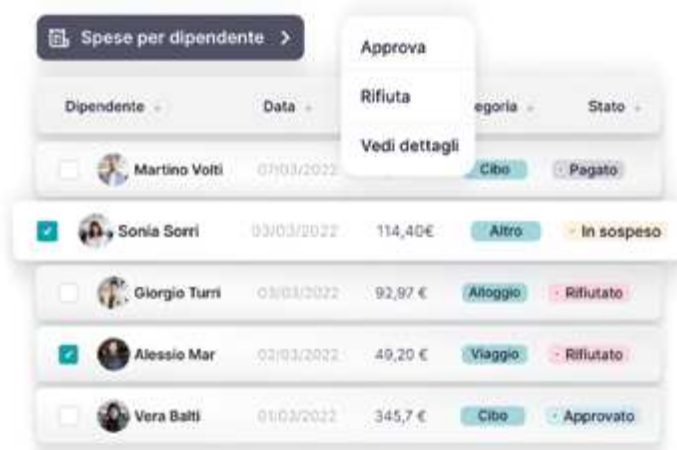 Spese per dipendente >
Approva
Rifiuta
Vedi dettagli
Dipendente Data egoria Stato
Martino Volti 07/03/2022 Cibo Pagato
Sonia Sorri 03/03/2022 114,40€ Altro In sospeso
Giorgio Turri 03/03/2022 92,97 € Alloggio Rifiutato
Alessio Mar 02/03/2022 49,20 € Viaggio Rifiutato
Vera Balti 01/03/2022 345,7 € Cibo Approvato